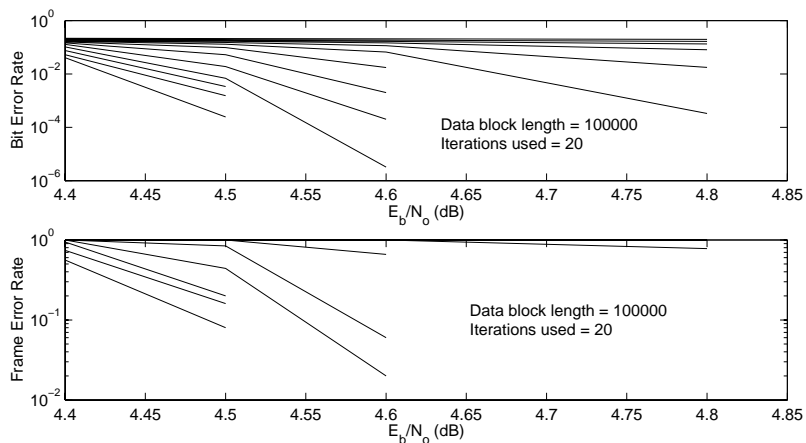 10^0
10^-2
10^-4
10^-6
Bit Error Rate
Data block length = 100000
Iterations used = 20
4.4 4.45 4.5 4.55 4.6 4.65 4.7 4.75 4.8 4.85
E_b/N_o (dB)
10^0
10^-1
10^-2
Frame Error Rate
Data block length = 100000
Iterations used = 20
4.4 4.45 4.5 4.55 4.6 4.65 4.7 4.75 4.8 4.85
E_b/N_o (dB)